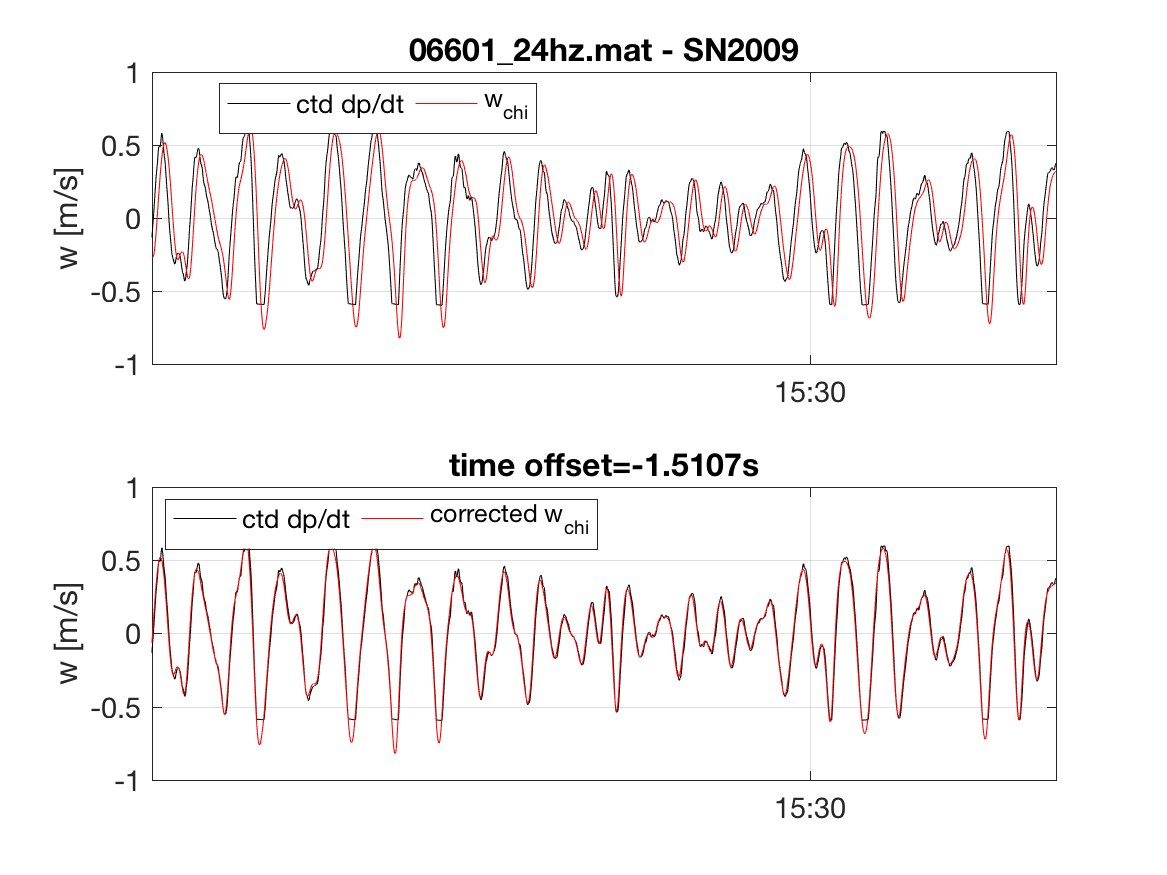 06601_24hz.mat - SN2009
ctd dp/dt w_chi
1
0.5
0
-0.5
-1
w [m/s]
15:30
time offset=-1.5107s
ctd dp/dt corrected w_chi
1
0.5
0
-0.5
-1
w [m/s]
15:30